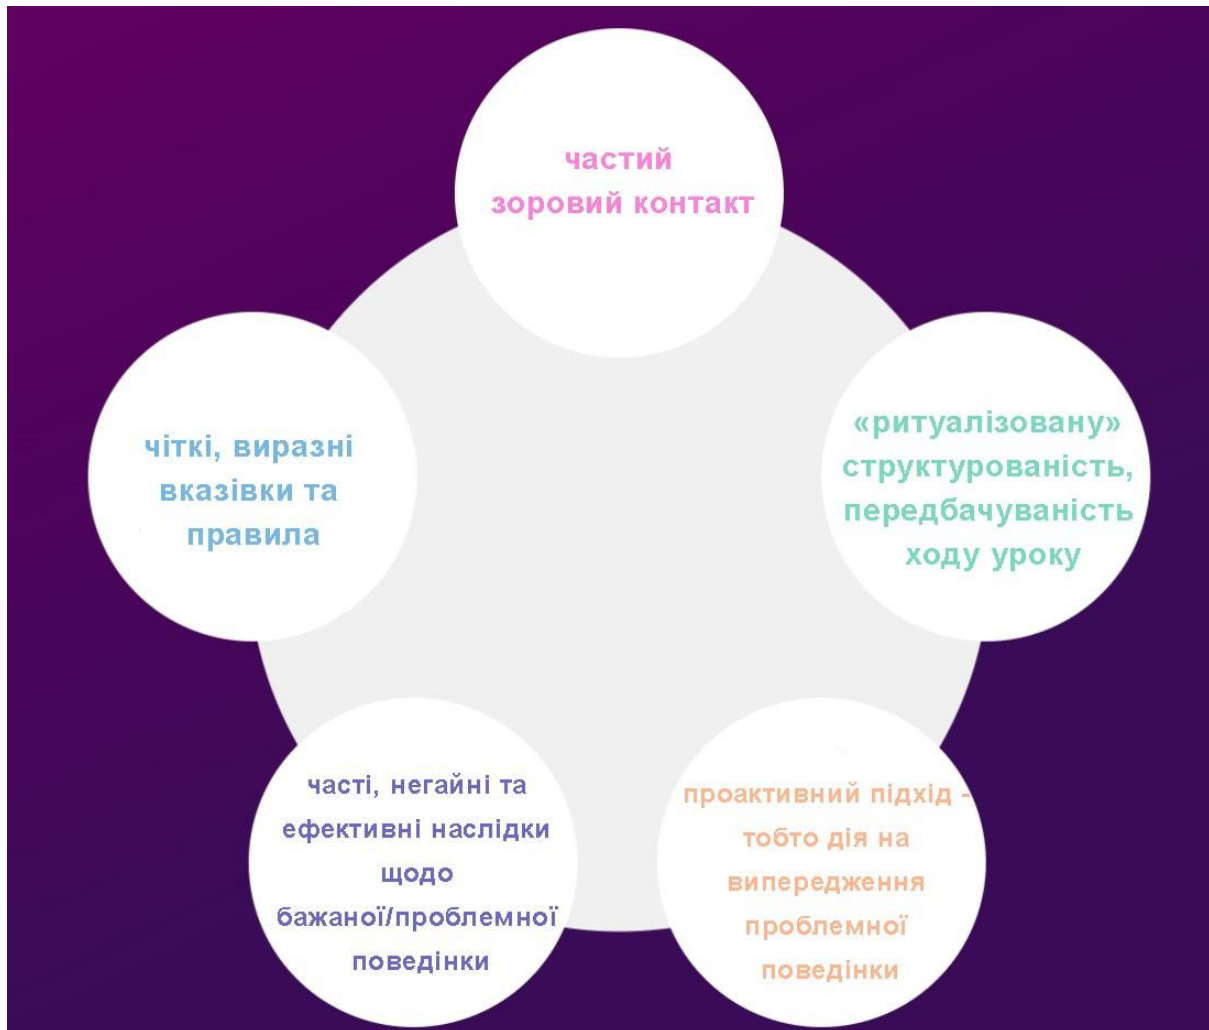 частий
зоровий контакт
«ритуалізовану»
структурованість,
передбачуваність
ходу уроку
проактивний підхід -
тобто дія на
випередження
проблемної
поведінки
часті, негайні та
ефективні наслідки
щодо
бажаної/проблемної
поведінки
чіткі, виразні
вказівки та
правила